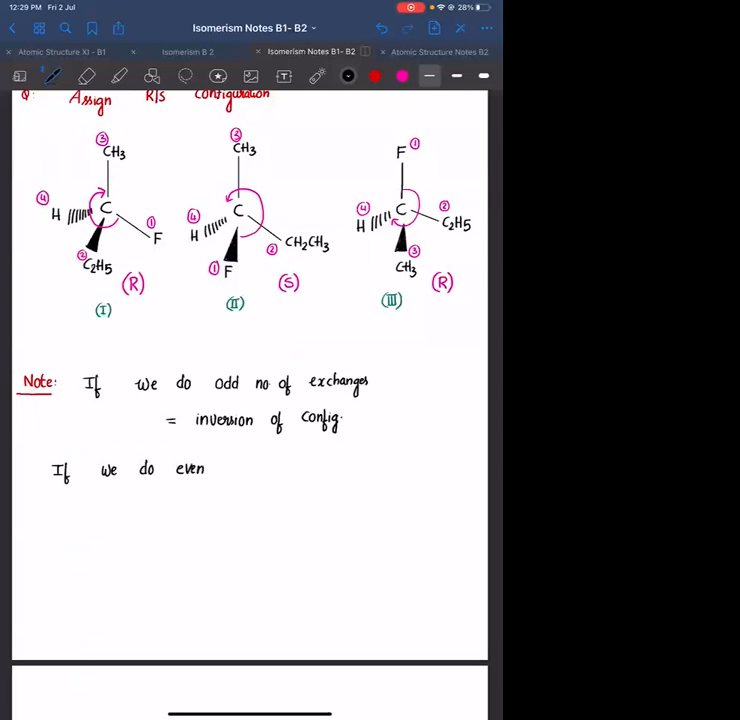 12:29 PM Fri 2 Jul
28%
Isomerism Notes B1- B2
Atomic Structure XI - B1
Isomerism B 2
Isomerism Notes B1- B2
Atomic Structure Notes B2
Q: Assign R/S Configuration
③ CH3
④ H
C
① F
② C2H5
(R)
(I)
③ CH3
④ H
C
② CH2CH3
① F
(S)
(II)
F ①
④ H
C
② C2H5
③ CH3
(R)
(III)
Note: If we do odd no. of exchanges
= inversion of config.
If we do even